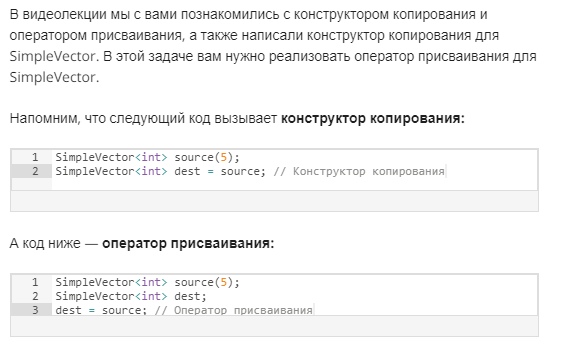 В видеолекции мы с вами познакомились с конструктором копирования и
оператором присваивания, а также написали конструктор копирования для
SimpleVector. В этой задаче вам нужно реализовать оператор присваивания для
SimpleVector.
Напомним, что следующий код вызывает конструктор копирования:
1 SimpleVector<int> source(5);
2 SimpleVector<int> dest = source; // Конструктор копирования
А код ниже — оператор присваивания:
1 SimpleVector<int> source(5);
2 SimpleVector<int> dest;
3 dest = source; // Оператор присваивания